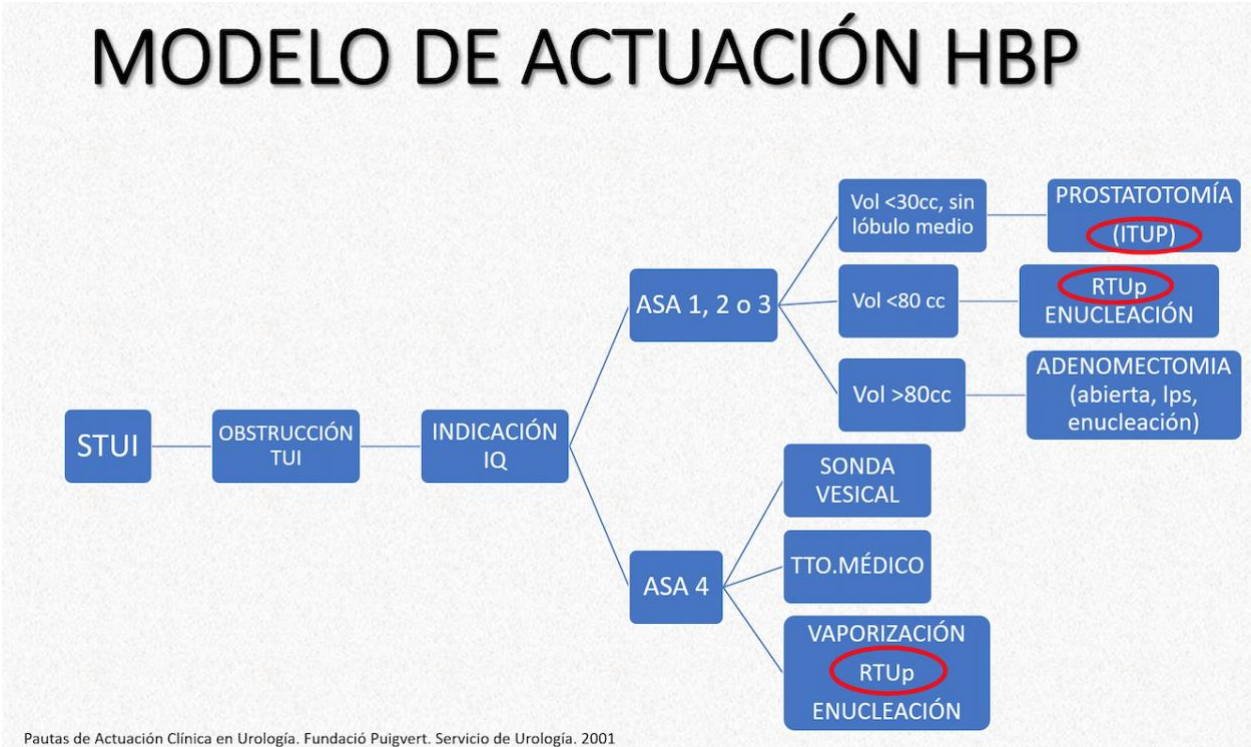 MODELO DE ACTUACIÓN HBP
STUI
OBSTRUCCIÓN
TUI
INDICACIÓN
IQ
ASA 1, 2 o 3
Vol <30cc, sin
lóbulo medio
PROSTATOTOMÍA
(ITUP)
Vol <80 cc
RTUp
ENUCLEACIÓN
Vol >80cc
ADENOMECTOMIA
(abierta, lps,
enucleación)
ASA 4
SONDA
VESICAL
TTO.MÉDICO
VAPORIZACIÓN
RTUp
ENUCLEACIÓN
Pautas de Actuación Clínica en Urología. Fundació Puigvert. Servicio de Urología. 2001